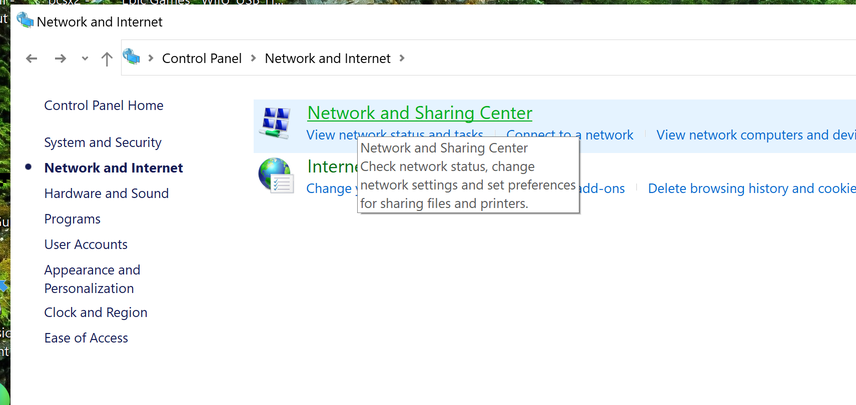 pcsx2 Epic Games
Network and Internet
Control Panel Network and Internet
Control Panel Home
System and Security
Network and Internet
Hardware and Sound
Programs
User Accounts
Appearance and
Personalization
Clock and Region
Ease of Access
Network and Sharing Center
View network status and tasks Connect to a network View network computers and devi
Network and Sharing Center
Check network status, change
network settings and set preferences
for sharing files and printers.
Interne
Change y add-ons Delete browsing history and cookie